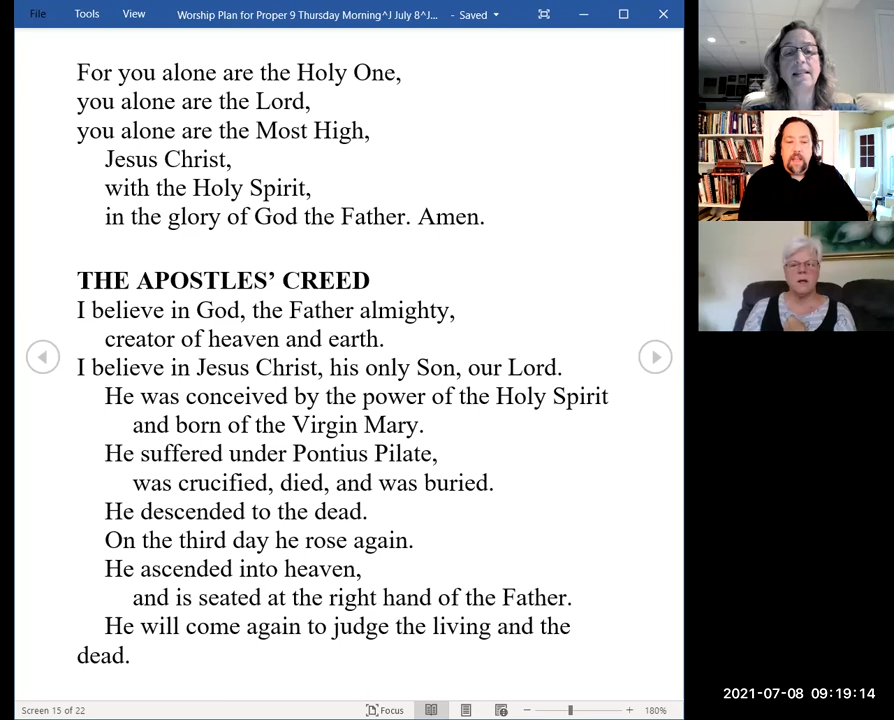 File Tools View Worship Plan for Proper 9 Thursday Morning^J July 8^J... - Saved
For you alone are the Holy One,
you alone are the Lord,
you alone are the Most High,
Jesus Christ,
with the Holy Spirit,
in the glory of God the Father. Amen.
THE APOSTLES’ CREED
I believe in God, the Father almighty,
creator of heaven and earth.
I believe in Jesus Christ, his only Son, our Lord.
He was conceived by the power of the Holy Spirit
and born of the Virgin Mary.
He suffered under Pontius Pilate,
was crucified, died, and was buried.
He descended to the dead.
On the third day he rose again.
He ascended into heaven,
and is seated at the right hand of the Father.
He will come again to judge the living and the
dead.
2021-07-08 09:19:14
Screen 15 of 22 Focus 180%